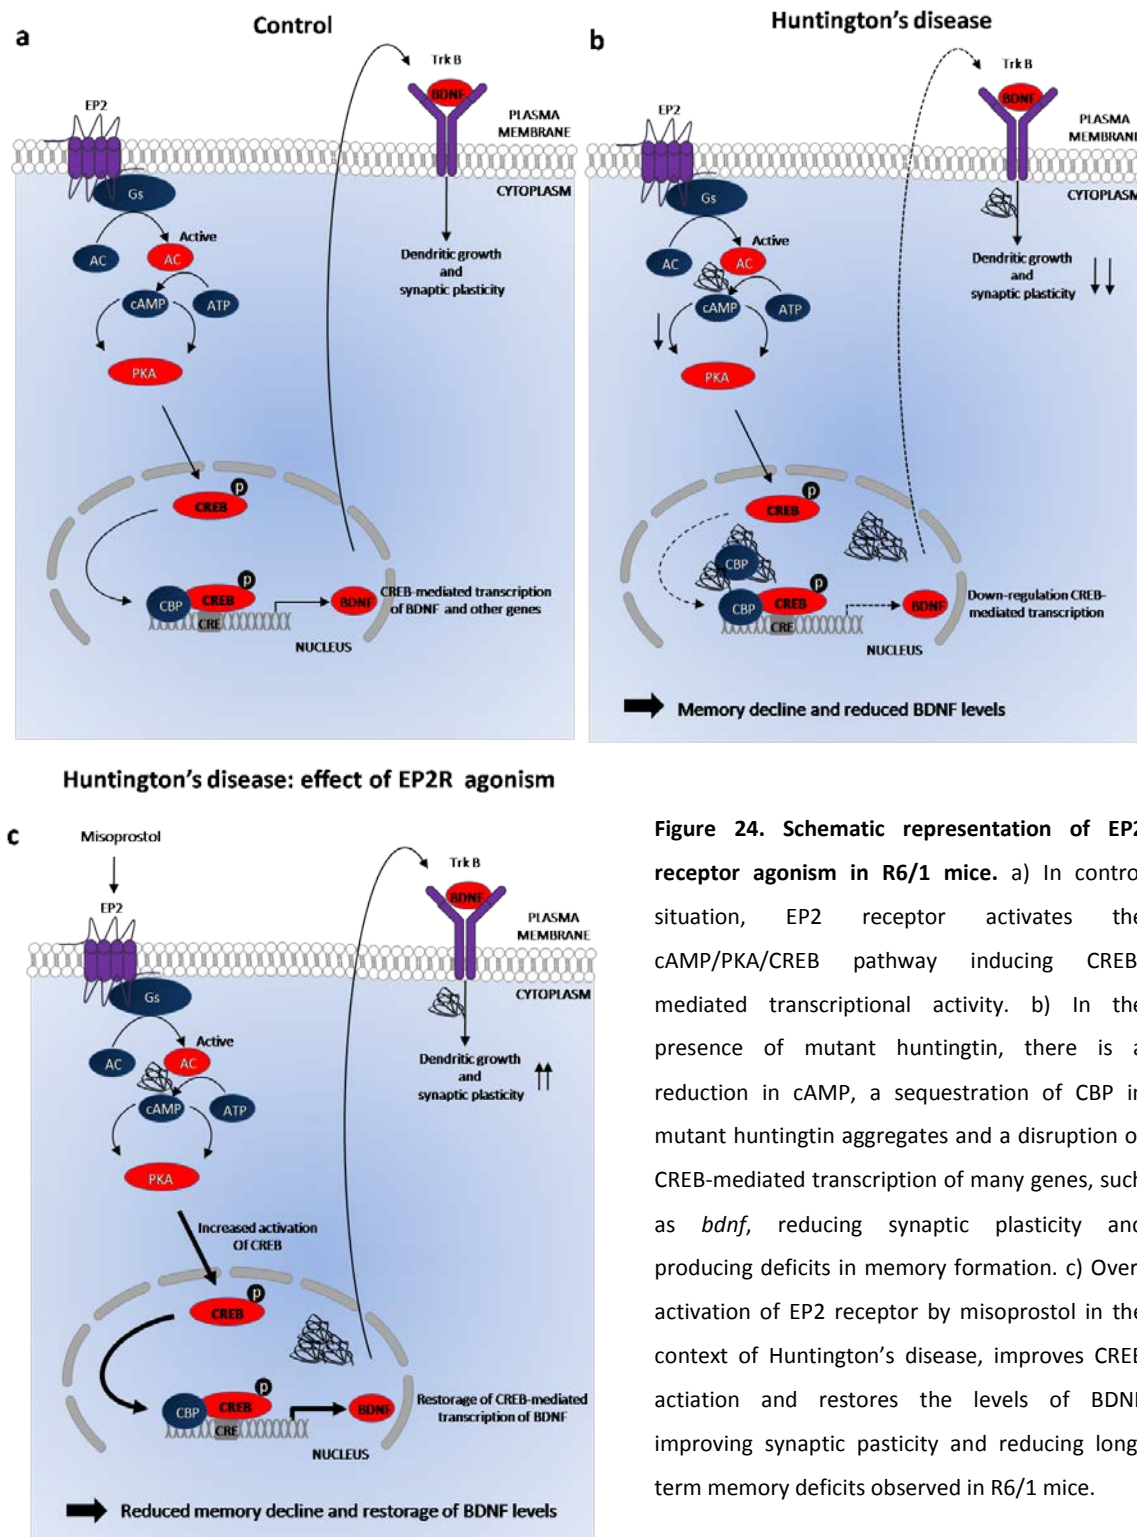 a
Control
EP2
Trk B
BDNF
PLASMA
MEMBRANE
CYTOPLASM
Gs
Active
AC
AC
cAMP
ATP
PKA
Dendritic growth
and
synaptic plasticity
p
CREB
CBP
CREB
p
CRE
BDNF
CREB-mediated transcription
of BDNF and other genes
NUCLEUS
b
Huntington's disease
EP2
Trk B
BDNF
PLASMA
MEMBRANE
CYTOPLASM
Gs
Active
AC
AC
cAMP
ATP
PKA
Dendritic growth
and
synaptic plasticity
p
CREB
CBP
CBP
CREB
p
CRE
BDNF
Down-regulation CREB-
mediated transcription
NUCLEUS
Memory decline and reduced BDNF levels
Huntington's disease: effect of EP2R agonism
c
Misoprostol
EP2
Trk B
BDNF
PLASMA
MEMBRANE
CYTOPLASM
Gs
Active
AC
AC
cAMP
ATP
PKA
Dendritic growth
and
synaptic plasticity
Increased activation
Of CREB
p
CREB
CBP
CREB
p
CRE
BDNF
Restorage of CREB-mediated
transcription of BDNF
NUCLEUS
Reduced memory decline and restorage of BDNF levels
Figure 24. Schematic representation of EP2
receptor agonism in R6/1 mice. a) In contro
situation, EP2 receptor activates the
cAMP/PKA/CREB pathway inducing CREB
mediated transcriptional activity. b) In the
presence of mutant huntingtin, there is a
reduction in cAMP, a sequestration of CBP in
mutant huntingtin aggregates and a disruption o
CREB-mediated transcription of many genes, such
as bdnf, reducing synaptic plasticity and
producing deficits in memory formation. c) Over
activation of EP2 receptor by misoprostol in the
context of Huntington's disease, improves CREB
actiation and restores the levels of BDNF
improving synaptic pasticity and reducing long
term memory deficits observed in R6/1 mice.